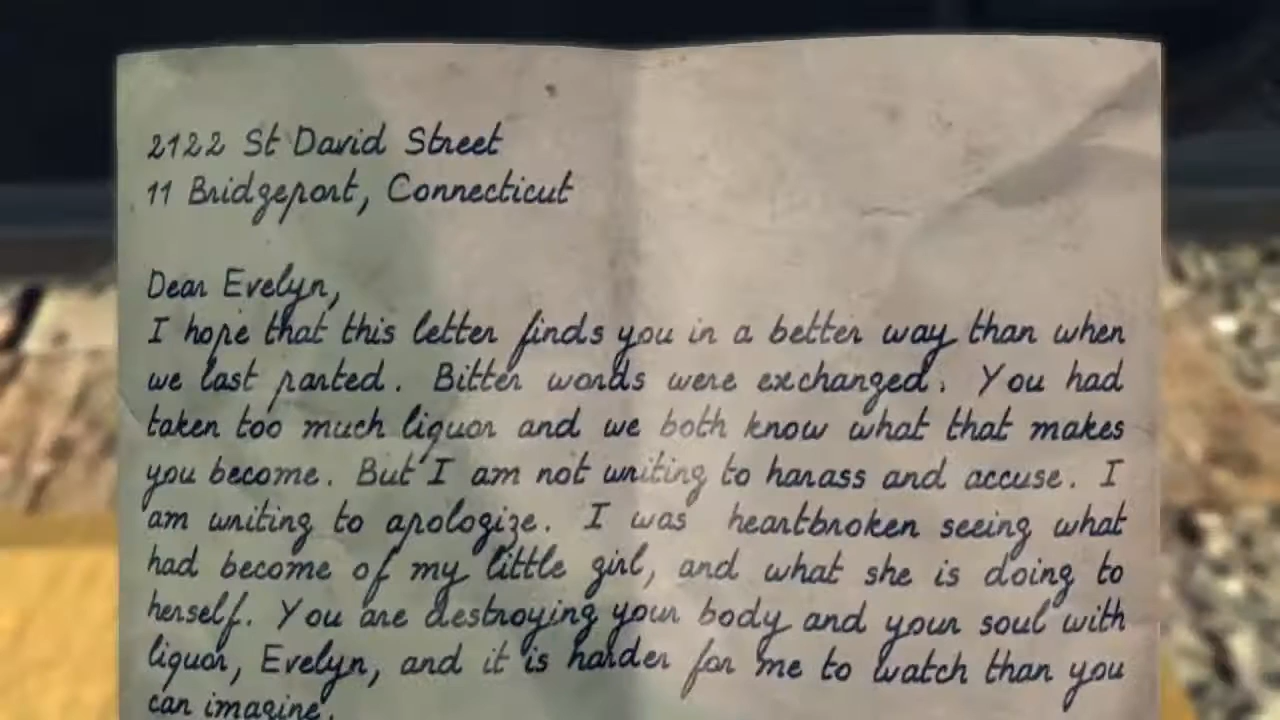 2122 St David Street
11 Bridgeport, Connecticut
Dear Evelyn,
I hope that this letter finds you in a better way than when
we last parted. Bitter words were exchanged. You had
taken too much liquor and we both know what that makes
you become. But I am not writing to harass and accuse. I
am writing to apologize. I was heartbroken seeing what
had become of my little girl, and what she is doing to
herself. You are destroying your body and your soul with
liquor, Evelyn, and it is harder for me to watch than you
can imagine.